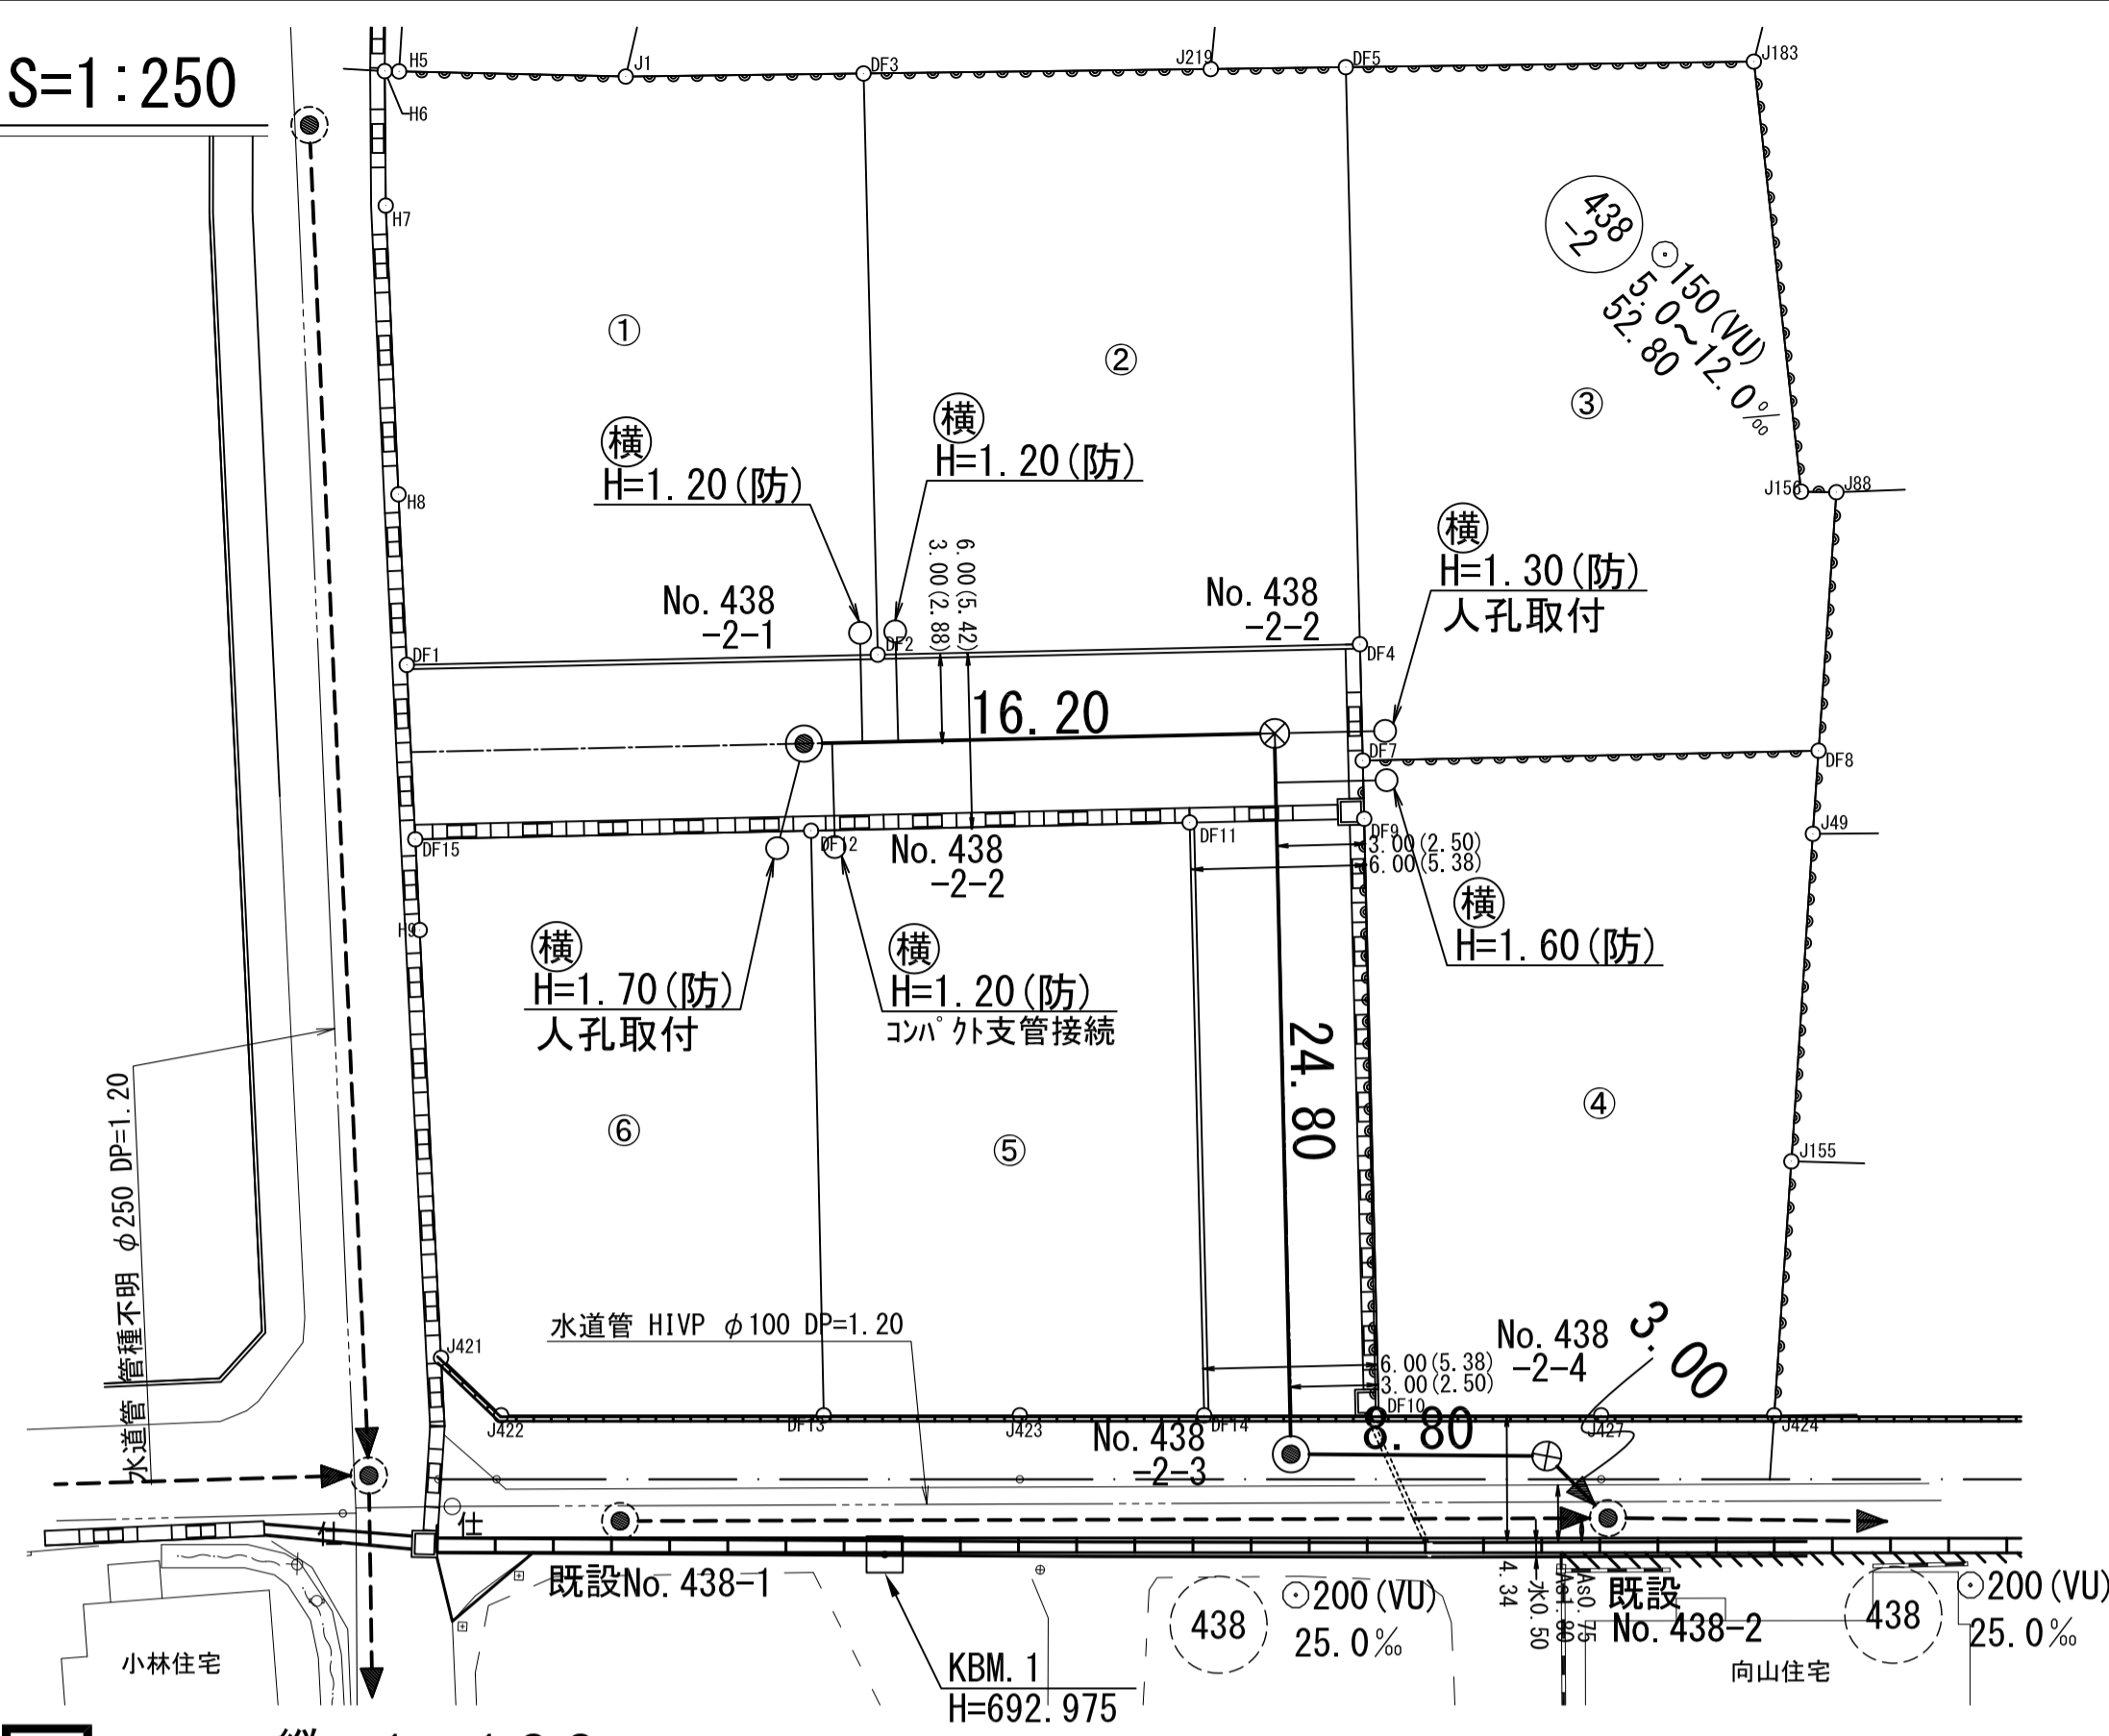 S=1:250
H5
H6
J1
DF3
J219
DF5
J183
H7
438
-2
150(VU)
5.0～12.0‰
52.80
①
②
③
横
H=1.20(防)
横
H=1.20(防)
H8
J156
J88
横
H=1.30(防)
人孔取付
6.00(5.42)
3.00(2.88)
No.438
-2-1
No.438
-2-2
DF1
DF2
DF4
16.20
DF7
DF8
DF15
DF12
DF11
DF9
J49
No.438
-2-2
3.00(2.50)
6.00(5.38)
H9
横
H=1.70(防)
人孔取付
横
H=1.20(防)
コンパクト支管接続
横
H=1.60(防)
24.80
④
⑤
⑥
J155
水道管 管種不明 φ250 DP=1.20
水道管 HIVP φ100 DP=1.20
J421
No.438
-2-4
3.00
6.00(5.38)
3.00(2.50)
DF10
J422
DF13
J423
DF14
8.80
J427
J424
No.438
-2-3
仕
仕
既設No.438-1
4.34
水0.50
As1.80
As0.75
既設
No.438-2
438
200(VU)
25.0‰
438
200(VU)
25.0‰
小林住宅
向山住宅
KBM.1
H=692.975